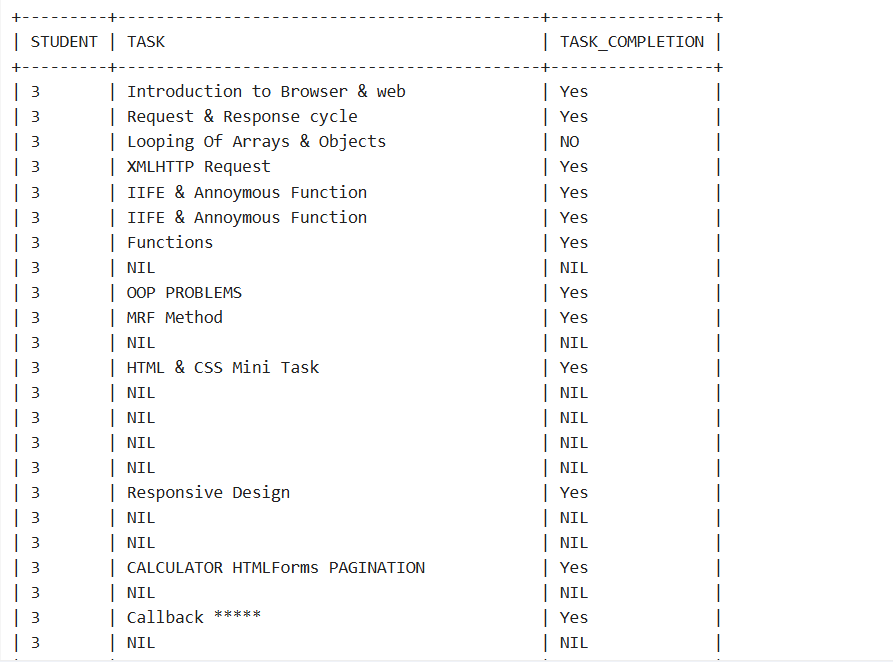 +---------+--------------------------------------------+-----------------+
| STUDENT | TASK                                       | TASK_COMPLETION |
+---------+--------------------------------------------+-----------------+
| 3       | Introduction to Browser & web              | Yes             |
| 3       | Request & Response cycle                   | Yes             |
| 3       | Looping Of Arrays & Objects                | NO              |
| 3       | XMLHTTP Request                            | Yes             |
| 3       | IIFE & Annoymous Function                  | Yes             |
| 3       | IIFE & Annoymous Function                  | Yes             |
| 3       | Functions                                  | Yes             |
| 3       | NIL                                        | NIL             |
| 3       | OOP PROBLEMS                               | Yes             |
| 3       | MRF Method                                 | Yes             |
| 3       | NIL                                        | NIL             |
| 3       | HTML & CSS Mini Task                       | Yes             |
| 3       | NIL                                        | NIL             |
| 3       | NIL                                        | NIL             |
| 3       | NIL                                        | NIL             |
| 3       | NIL                                        | NIL             |
| 3       | Responsive Design                          | Yes             |
| 3       | NIL                                        | NIL             |
| 3       | NIL                                        | NIL             |
| 3       | CALCULATOR HTMLForms PAGINATION            | Yes             |
| 3       | NIL                                        | NIL             |
| 3       | Callback *****                             | Yes             |
| 3       | NIL                                        | NIL             |